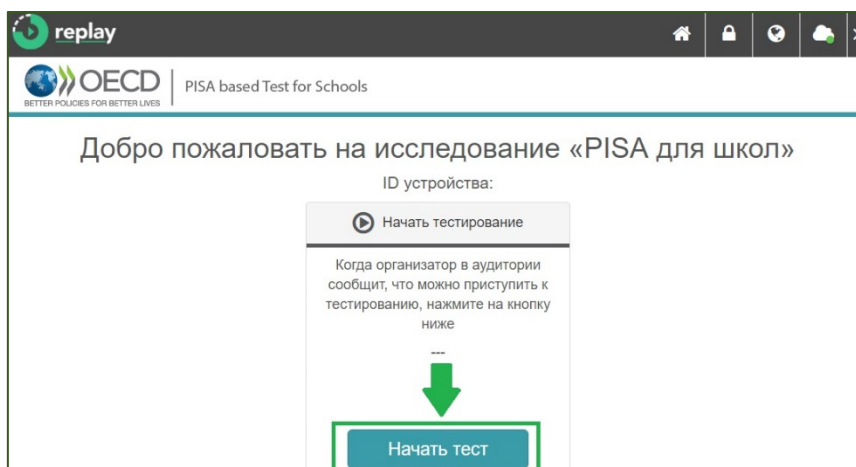 replay
OECD
BETTER POLICIES FOR BETTER LIVES
PISA based Test for Schools
Добро пожаловать на исследование «PISA для школ»
ID устройства:
Начать тестирование
Когда организатор в аудитории
сообщит, что можно приступить к
тестированию, нажмите на кнопку
ниже
---
Начать тест